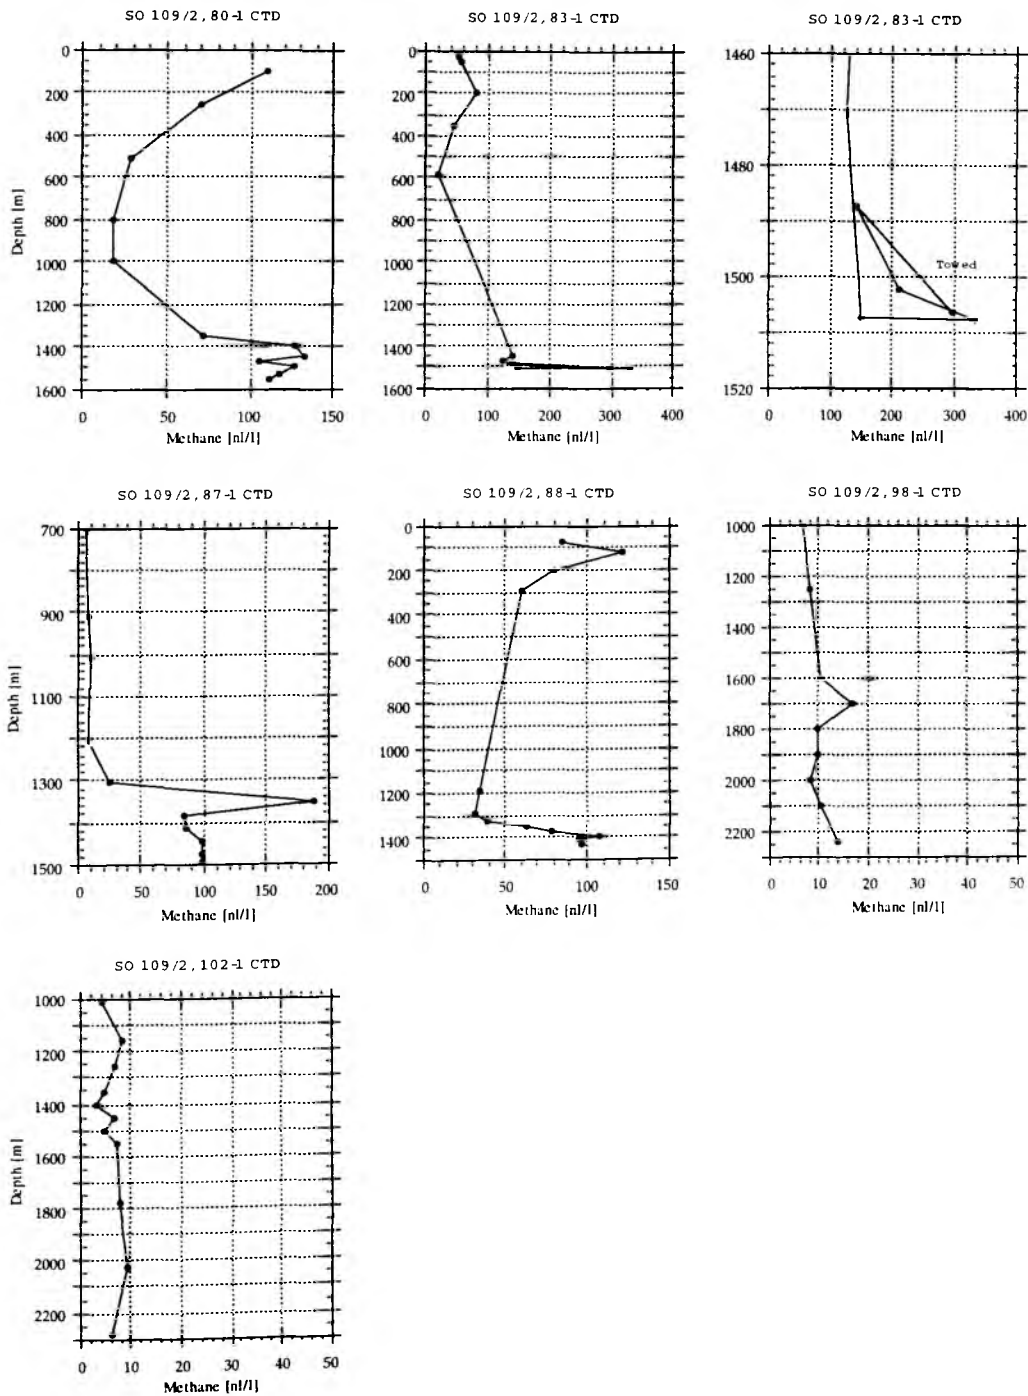 SO 109/2, 80-1 CTD
0
200
400
600
800
1000
1200
1400
1600
Depth [m]
0 50 100 150
Methane [nl/l]
SO 109/2, 83-1 CTD
0
200
400
600
800
1000
1200
1400
1600
0 100 200 300 400
Methane [nl/l]
SO 109/2, 83-1 CTD
1460
1480
1500
1520
Towed
0 100 200 300 400
Methane [nl/l]
SO 109/2, 87-1 CTD
700
900
1100
1300
1500
Depth [m]
0 50 100 150 200
Methane [nl/l]
SO 109/2, 88-1 CTD
0
200
400
600
800
1000
1200
1400
0 50 100 150
Methane [nl/l]
SO 109/2, 98-1 CTD
1000
1200
1400
1600
1800
2000
2200
0 10 20 30 40 50
Methane [nl/l]
SO 109/2, 102-1 CTD
1000
1200
1400
1600
1800
2000
2200
Depth [m]
0 10 20 30 40 50
Methane [nl/l]